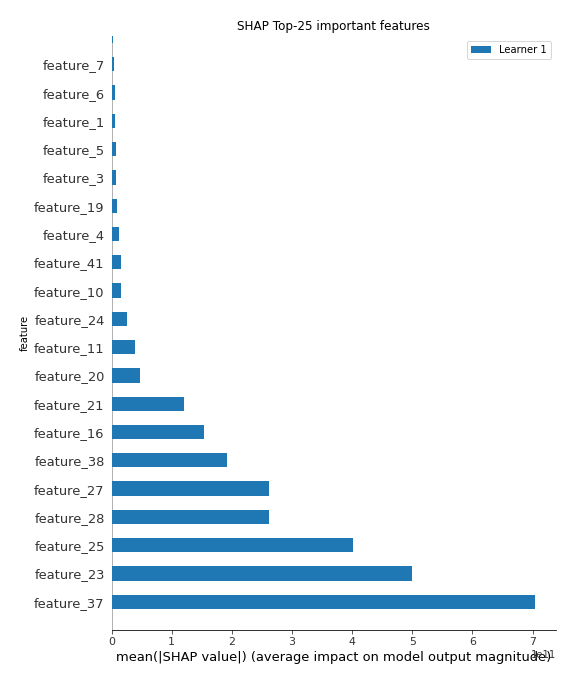 SHAP Top-25 important features
Learner 1
feature_7
feature_6
feature_1
feature_5
feature_3
feature_19
feature_4
feature_41
feature_10
feature_24
feature
feature_11
feature_20
feature_21
feature_16
feature_38
feature_27
feature_28
feature_25
feature_23
feature_37
0 1 2 3 4 5 6 7
1e11
mean(|SHAP value|) (average impact on model output magnitude)